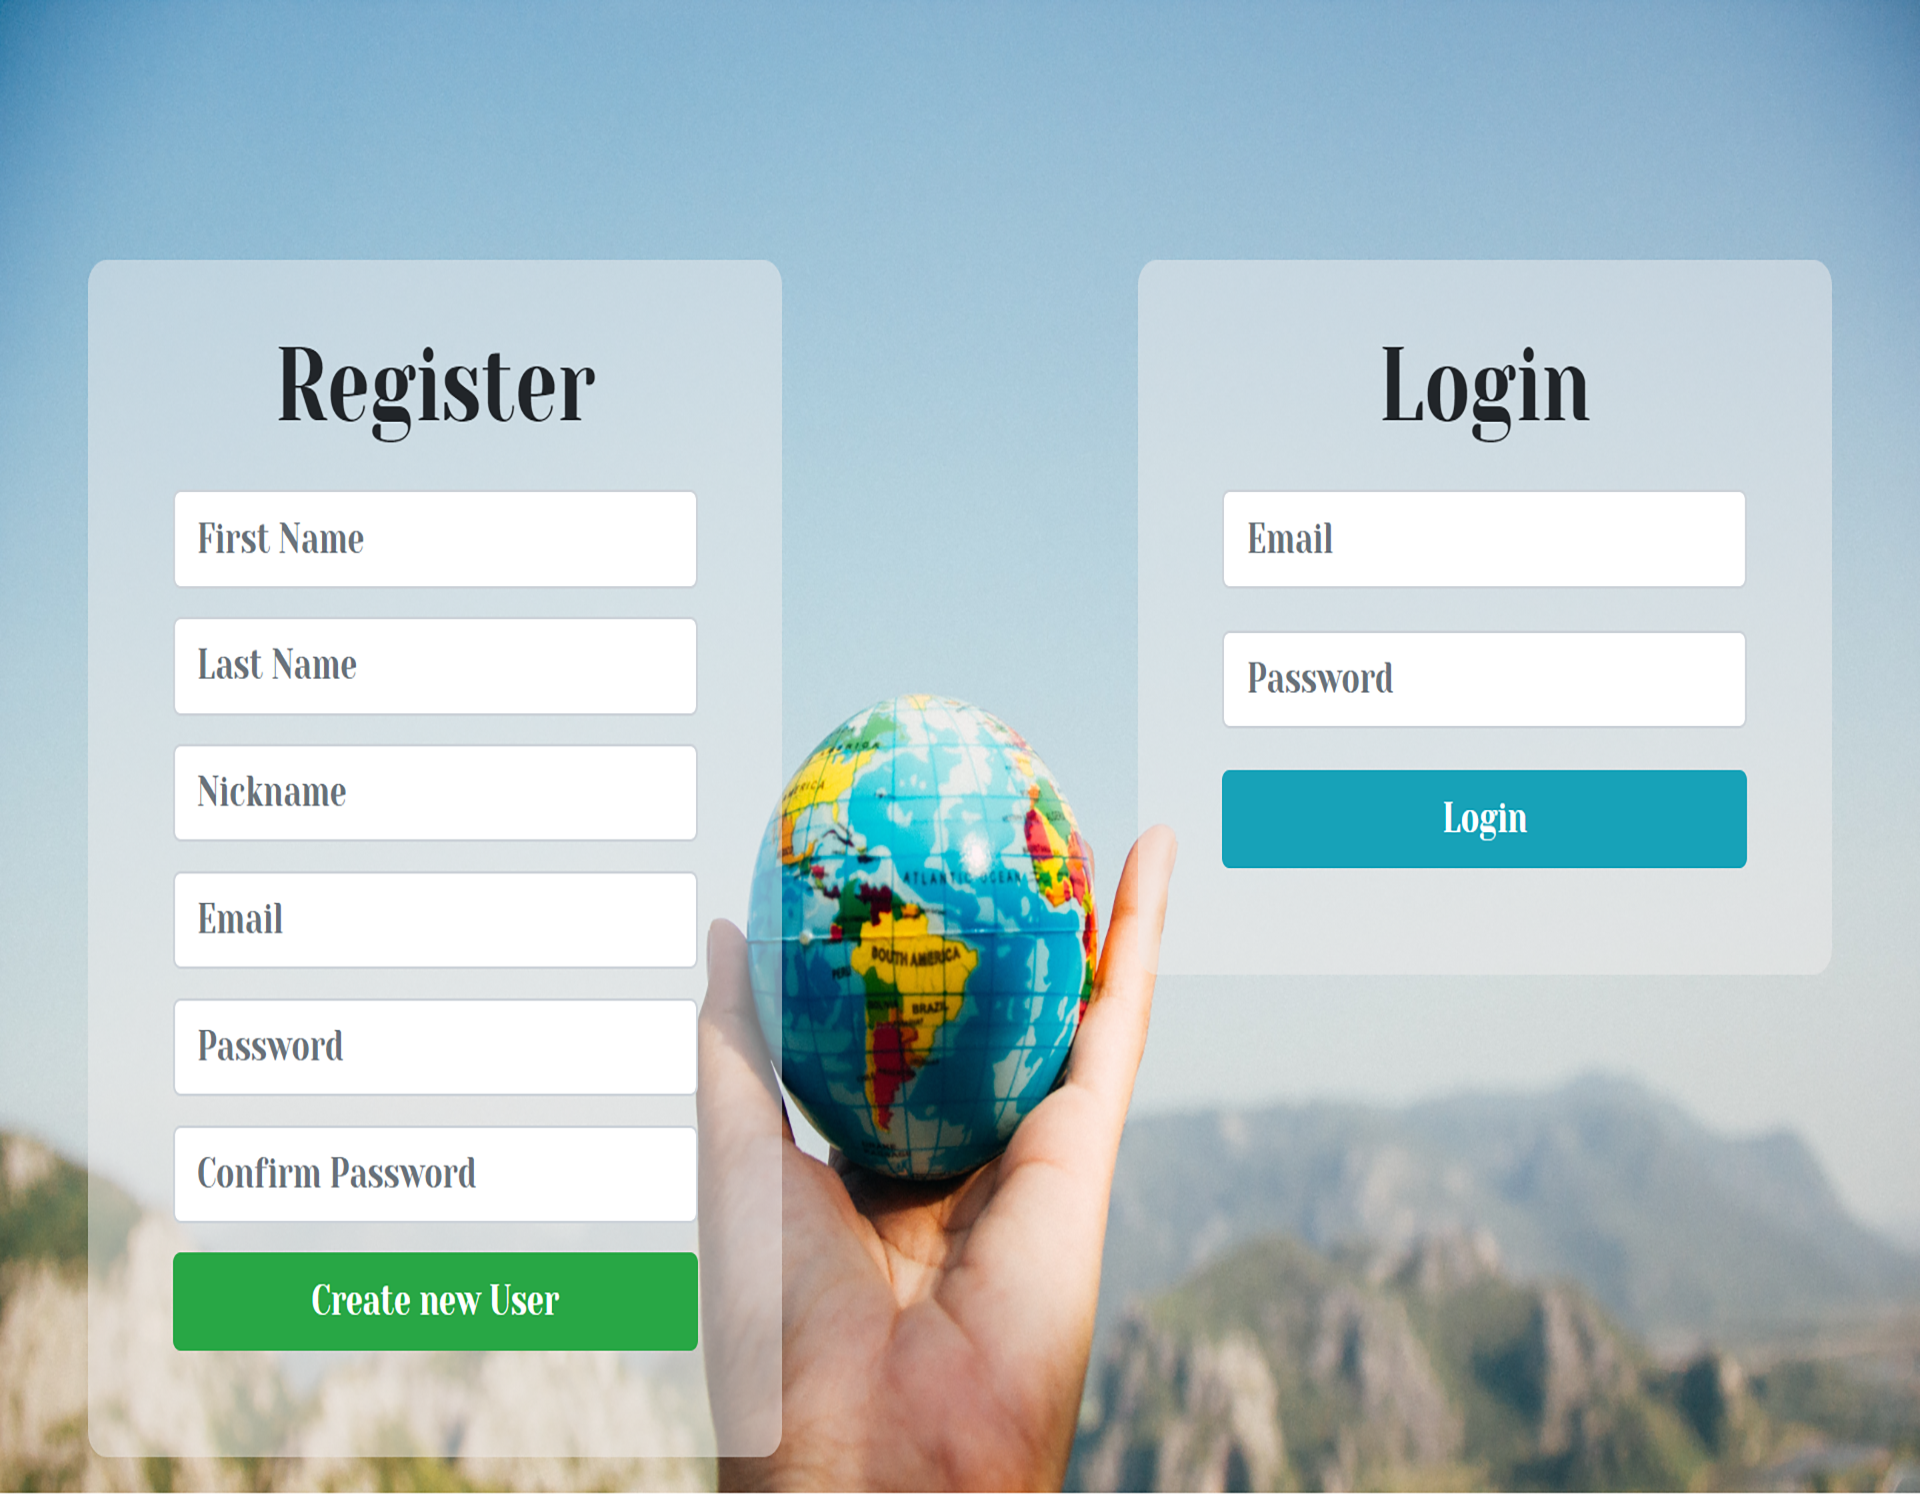 Register
First Name
Last Name
Nickname
Email
Password
Confirm Password
Create new User
Login
Email
Password
Login
ATLANTIC OCEAN
SOUTH AMERICA
BRAZIL